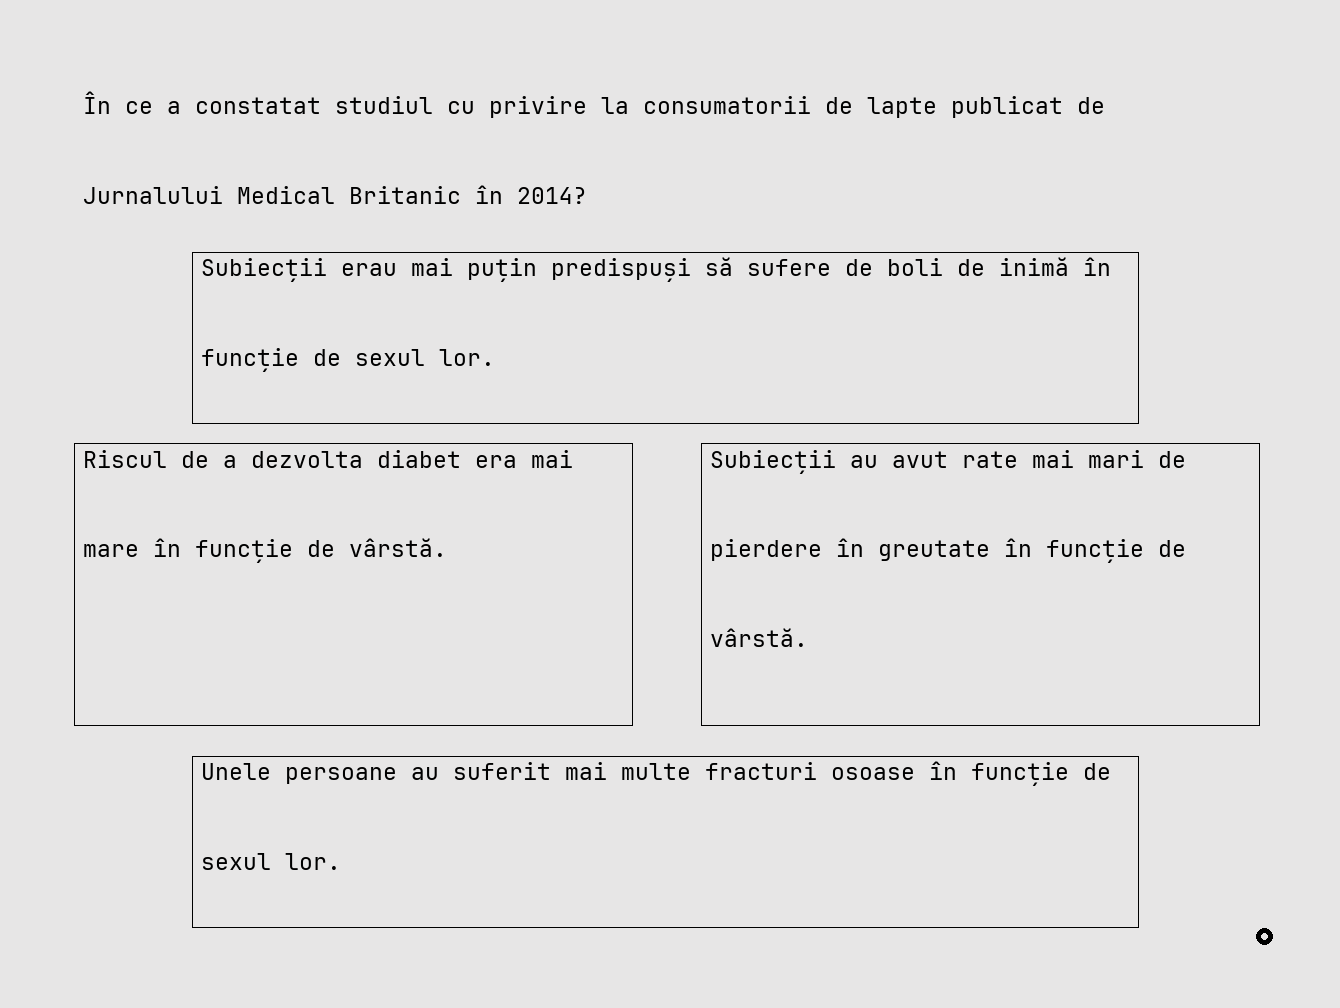 În ce a constatat studiul cu privire la consumatorii de lapte publicat de
Jurnalului Medical Britanic în 2014?
Subiecții erau mai puțin predispuși să sufere de boli de inimă în
funcție de sexul lor.
Riscul de a dezvolta diabet era mai
mare în funcție de vârstă.
Subiecții au avut rate mai mari de
pierdere în greutate în funcție de
vârstă.
Unele persoane au suferit mai multe fracturi osoase în funcție de
sexul lor.